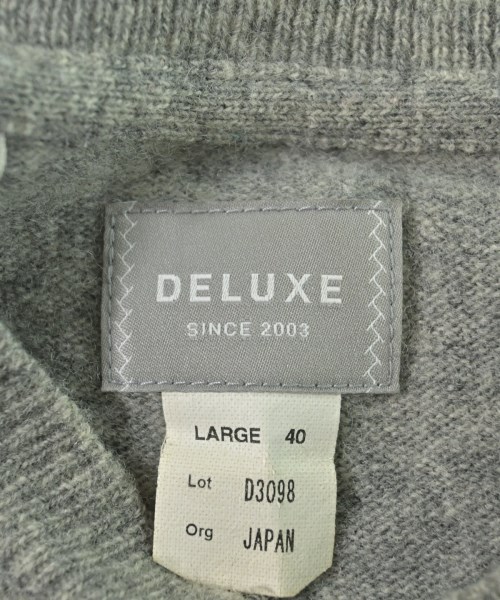 DELUXE
SINCE 2003
LARGE 40
Lot D3098
Org JAPAN